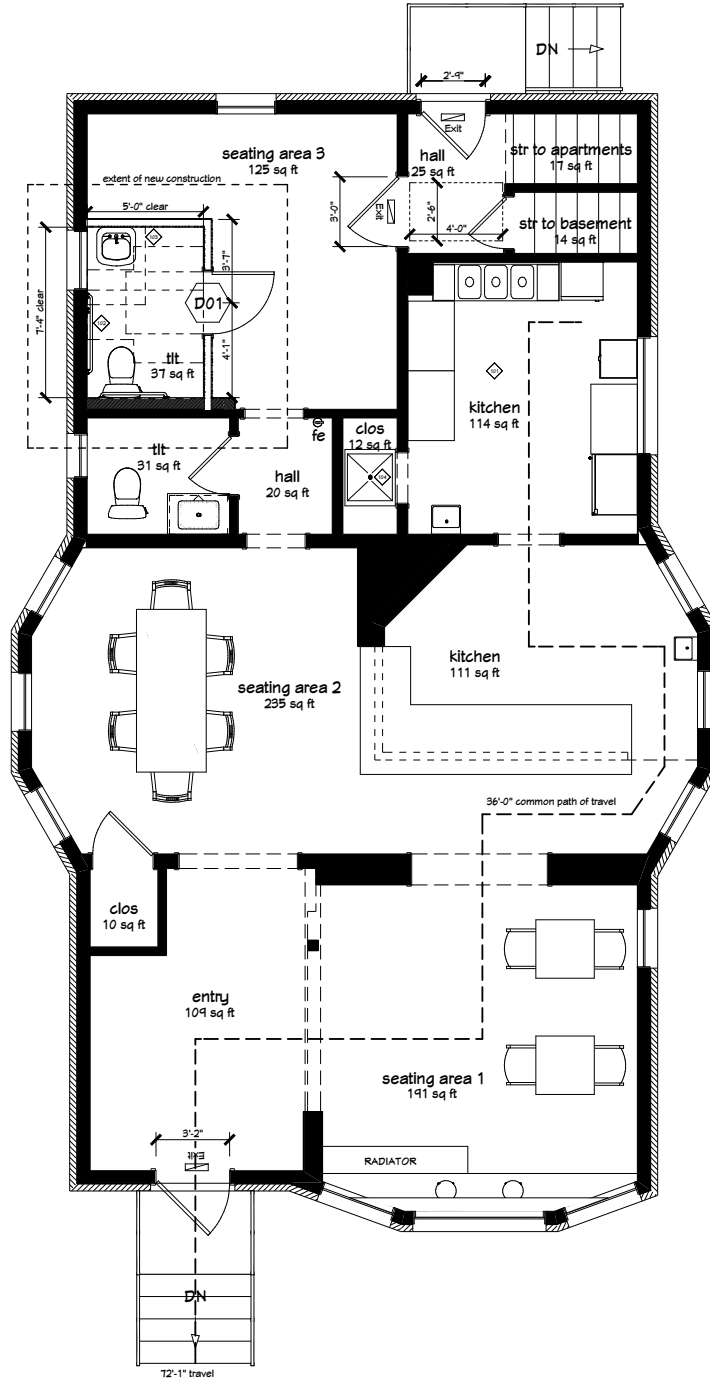 DN
2'-9"
Exit
seating area 3
125 sq ft
hall
25 sq ft
str to apartments
17 sq ft
extent of new construction
5'-0" clear
3'-0"
Exit
2'-6"
4'-0"
str to basement
14 sq ft
103
3'-7"
7'-4" clear
102
D01
4'-1"
tlt
37 sq ft
101
kitchen
114 sq ft
fe
clos
12 sq ft
tlt
31 sq ft
hall
20 sq ft
104
kitchen
111 sq ft
seating area 2
235 sq ft
36'-0" common path of travel
clos
10 sq ft
entry
109 sq ft
seating area 1
191 sq ft
3'-2"
Exit
RADIATOR
DN
72'-1" travel